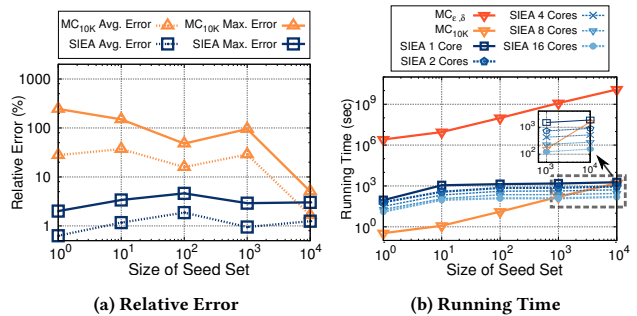 MC10K Avg. Error MC10K Max. Error
SIEA Avg. Error SIEA Max. Error
Relative Error (%)
1000
100
10
1
10^0 10^1 10^2 10^3 10^4
Size of Seed Set
(a) Relative Error
MCε,δ SIEA 4 Cores
MC10K SIEA 8 Cores
SIEA 1 Core SIEA 16 Cores
SIEA 2 Cores
Running Time (sec)
10^9
10^6
10^3
10^0
10^3
10^2
10^3 10^4
10^0 10^1 10^2 10^3 10^4
Size of Seed Set
(b) Running Time